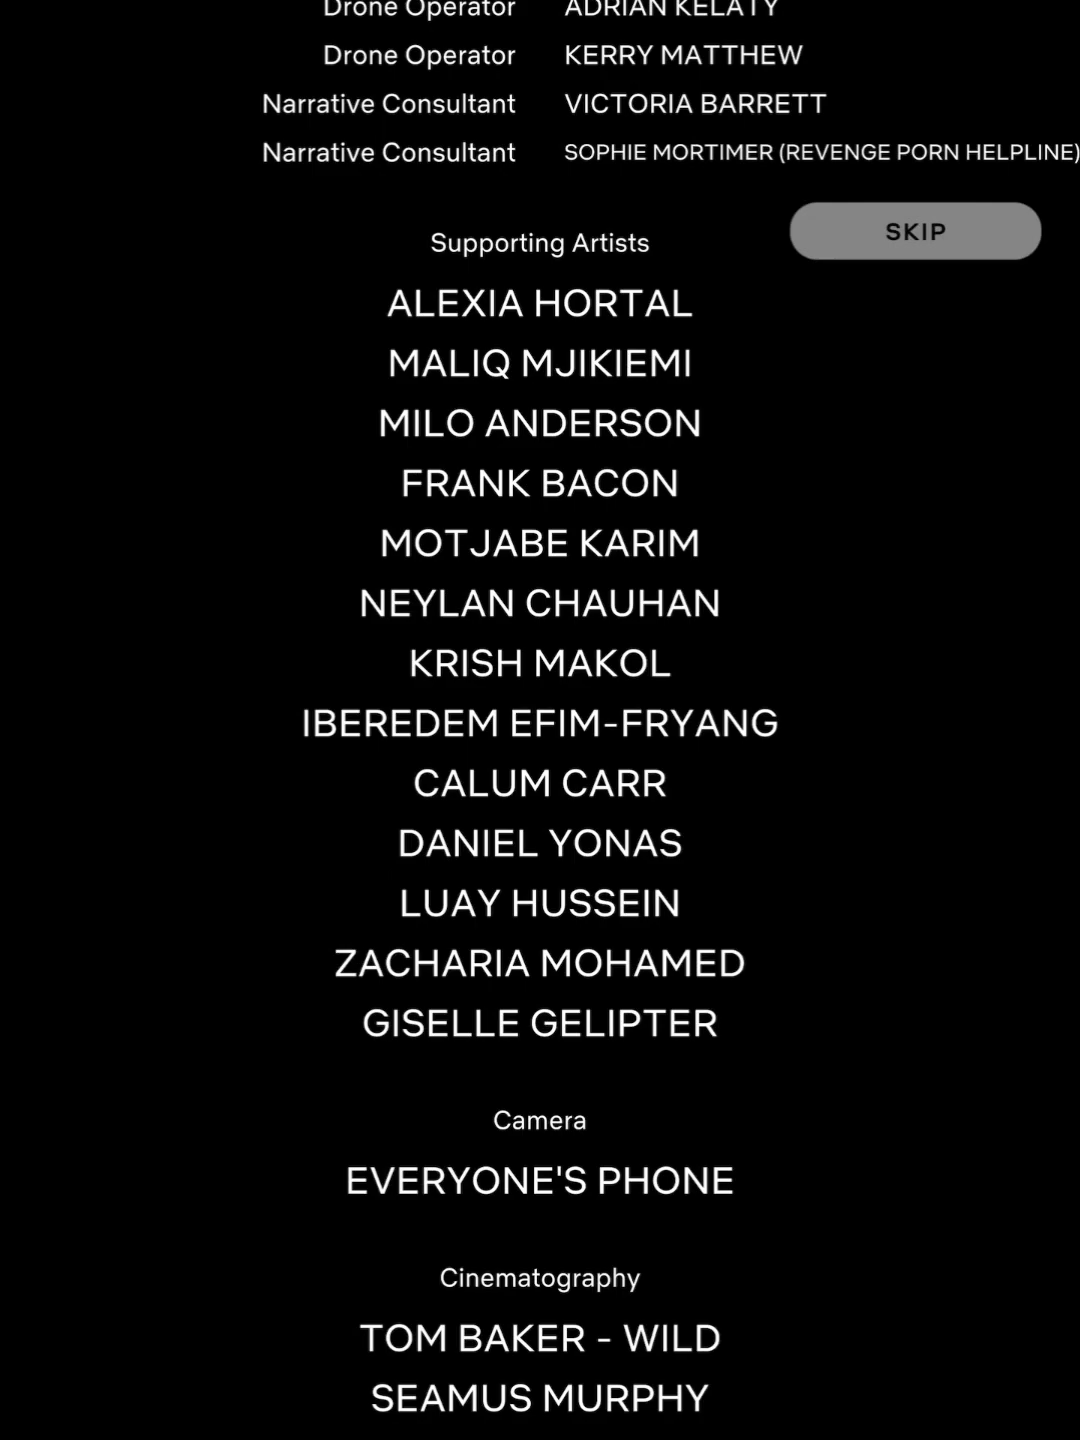 Drone Operator ADRIAN KELATY
Drone Operator KERRY MATTHEW
Narrative Consultant VICTORIA BARRETT
Narrative Consultant SOPHIE MORTIMER (REVENGE PORN HELPLINE)
SKIP
Supporting Artists
ALEXIA HORTAL
MALIQ MJIKIEMI
MILO ANDERSON
FRANK BACON
MOTJABE KARIM
NEYLAN CHAUHAN
KRISH MAKOL
IBEREDEM EFIM-FRYANG
CALUM CARR
DANIEL YONAS
LUAY HUSSEIN
ZACHARIA MOHAMED
GISELLE GELIPTER
Camera
EVERYONE'S PHONE
Cinematography
TOM BAKER - WILD
SEAMUS MURPHY